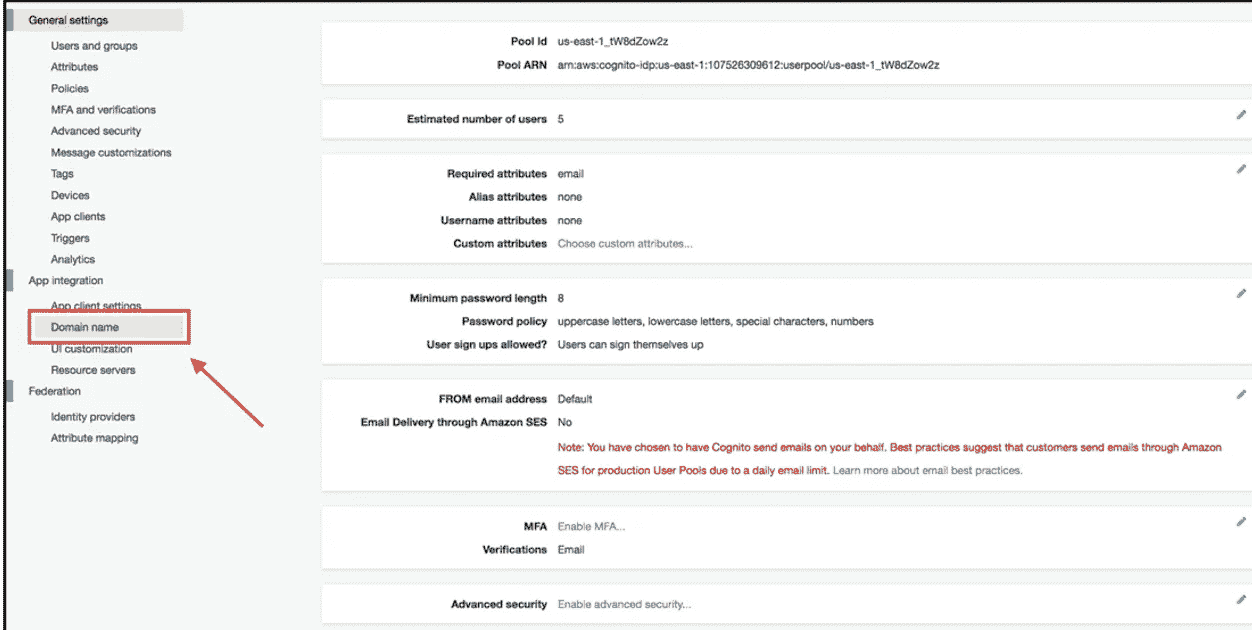 General settings
Users and groups
Attributes
Policies
MFA and verifications
Advanced security
Message customizations
Tags
Devices
App clients
Triggers
Analytics
App integration
App client settings
Domain name
UI customization
Resource servers
Federation
Identity providers
Attribute mapping
Pool Id us-east-1_tW8dZow2z
Pool ARN arn:aws:cognito-idp:us-east-1:107526309612:userpool/us-east-1_tW8dZow2z
Estimated number of users 5
Required attributes email
Alias attributes none
Username attributes none
Custom attributes Choose custom attributes...
Minimum password length 8
Password policy uppercase letters, lowercase letters, special characters, numbers
User sign ups allowed? Users can sign themselves up
FROM email address Default
Email Delivery through Amazon SES No
Note: You have chosen to have Cognito send emails on your behalf. Best practices suggest that customers send emails through Amazon
SES for production User Pools due to a daily email limit. Learn more about email best practices.
MFA Enable MFA...
Verifications Email
Advanced security Enable advanced security...